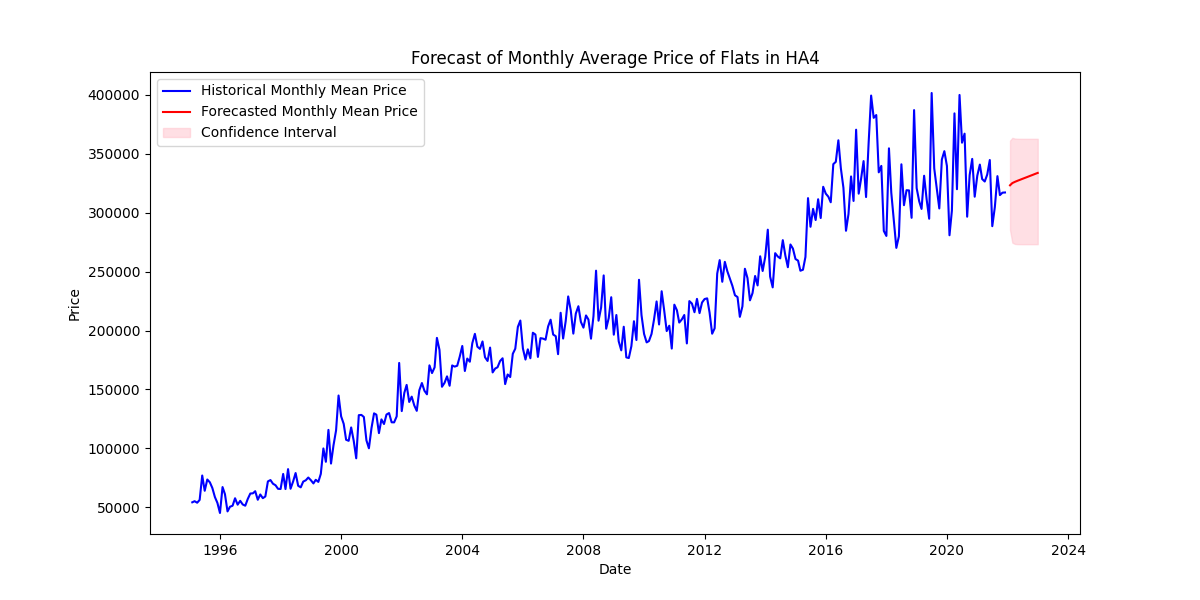 Forecast of Monthly Average Price of Flats in HA4
Historical Monthly Mean Price
Forecasted Monthly Mean Price
Confidence Interval
400000
350000
300000
250000
200000
150000
100000
50000
Price
1996 2000 2004 2008 2012 2016 2020 2024
Date